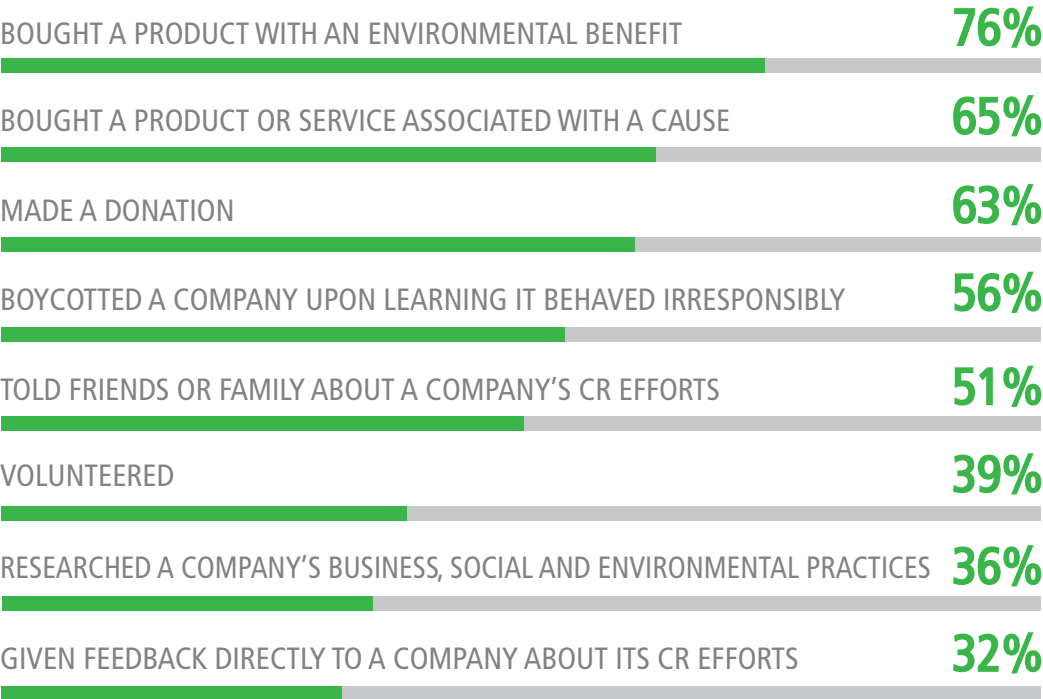 BOUGHT A PRODUCT WITH AN ENVIRONMENTAL BENEFIT 76%
BOUGHT A PRODUCT OR SERVICE ASSOCIATED WITH A CAUSE 65%
MADE A DONATION 63%
BOYCOTTED A COMPANY UPON LEARNING IT BEHAVED IRRESPONSIBLY 56%
TOLD FRIENDS OR FAMILY ABOUT A COMPANY’S CR EFFORTS 51%
VOLUNTEERED 39%
RESEARCHED A COMPANY’S BUSINESS, SOCIAL AND ENVIRONMENTAL PRACTICES 36%
GIVEN FEEDBACK DIRECTLY TO A COMPANY ABOUT ITS CR EFFORTS 32%